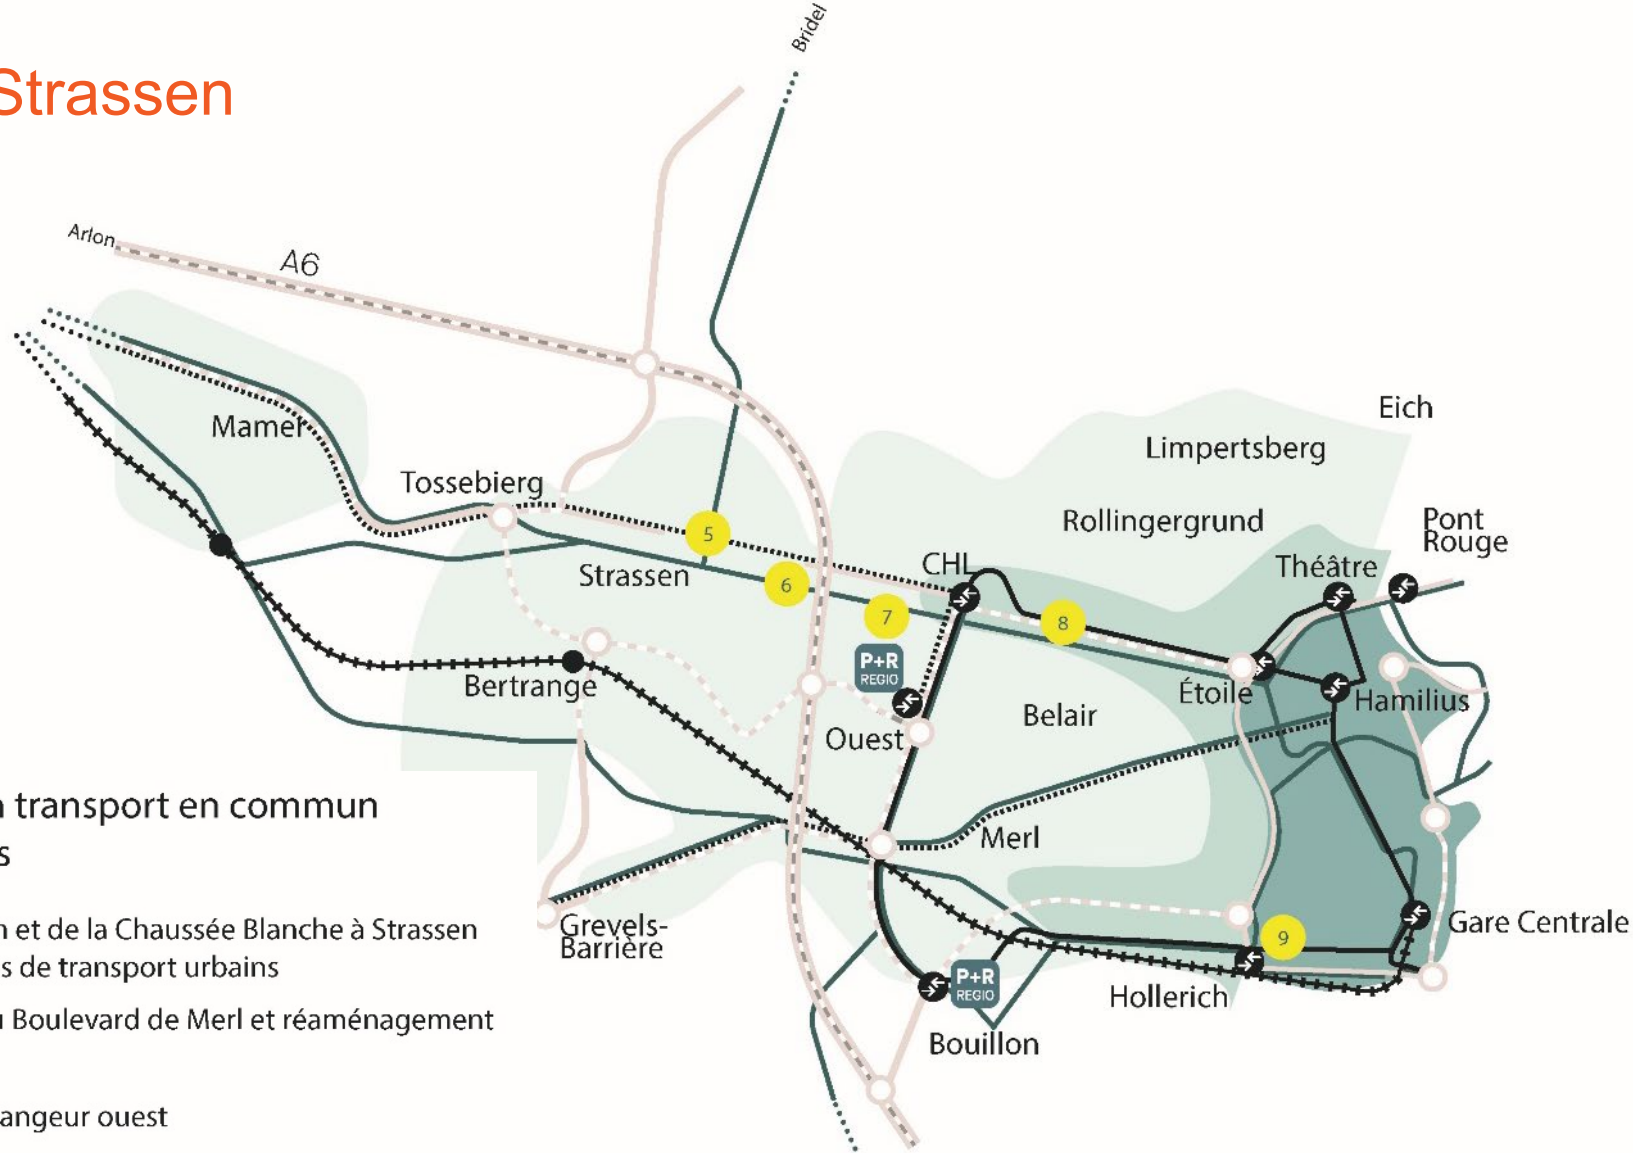 Strassen
Bridel
Arlon
A6
Eich
Mamer
Limpertsberg
Tossebierg
Rollingergrund
Pont
Rouge
5
CHL
Théâtre
Strassen
6
7
8
P+R
REGIO
Bertrange
Étoile
Hamilius
Belair
Ouest
transport en commun
s
Merl
Grevels-
Barrière
9
Gare Centrale
n et de la Chaussée Blanche à Strassen
s de transport urbains
P+R
REGIO
Hollerich
u Boulevard de Merl et réaménagement
Bouillon
angeur ouest